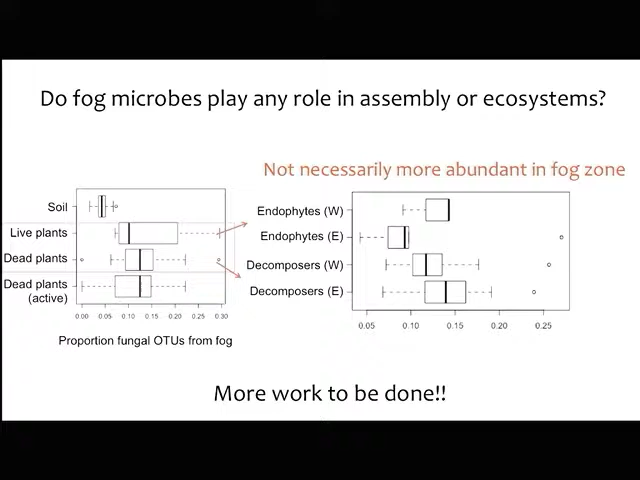 Do fog microbes play any role in assembly or ecosystems?
Not necessarily more abundant in fog zone
Soil
Live plants
Dead plants
Dead plants
(active)
0.00 0.05 0.10 0.15 0.20 0.25 0.30
Proportion fungal OTUs from fog
Endophytes (W)
Endophytes (E)
Decomposers (W)
Decomposers (E)
0.05 0.10 0.15 0.20 0.25
More work to be done!!